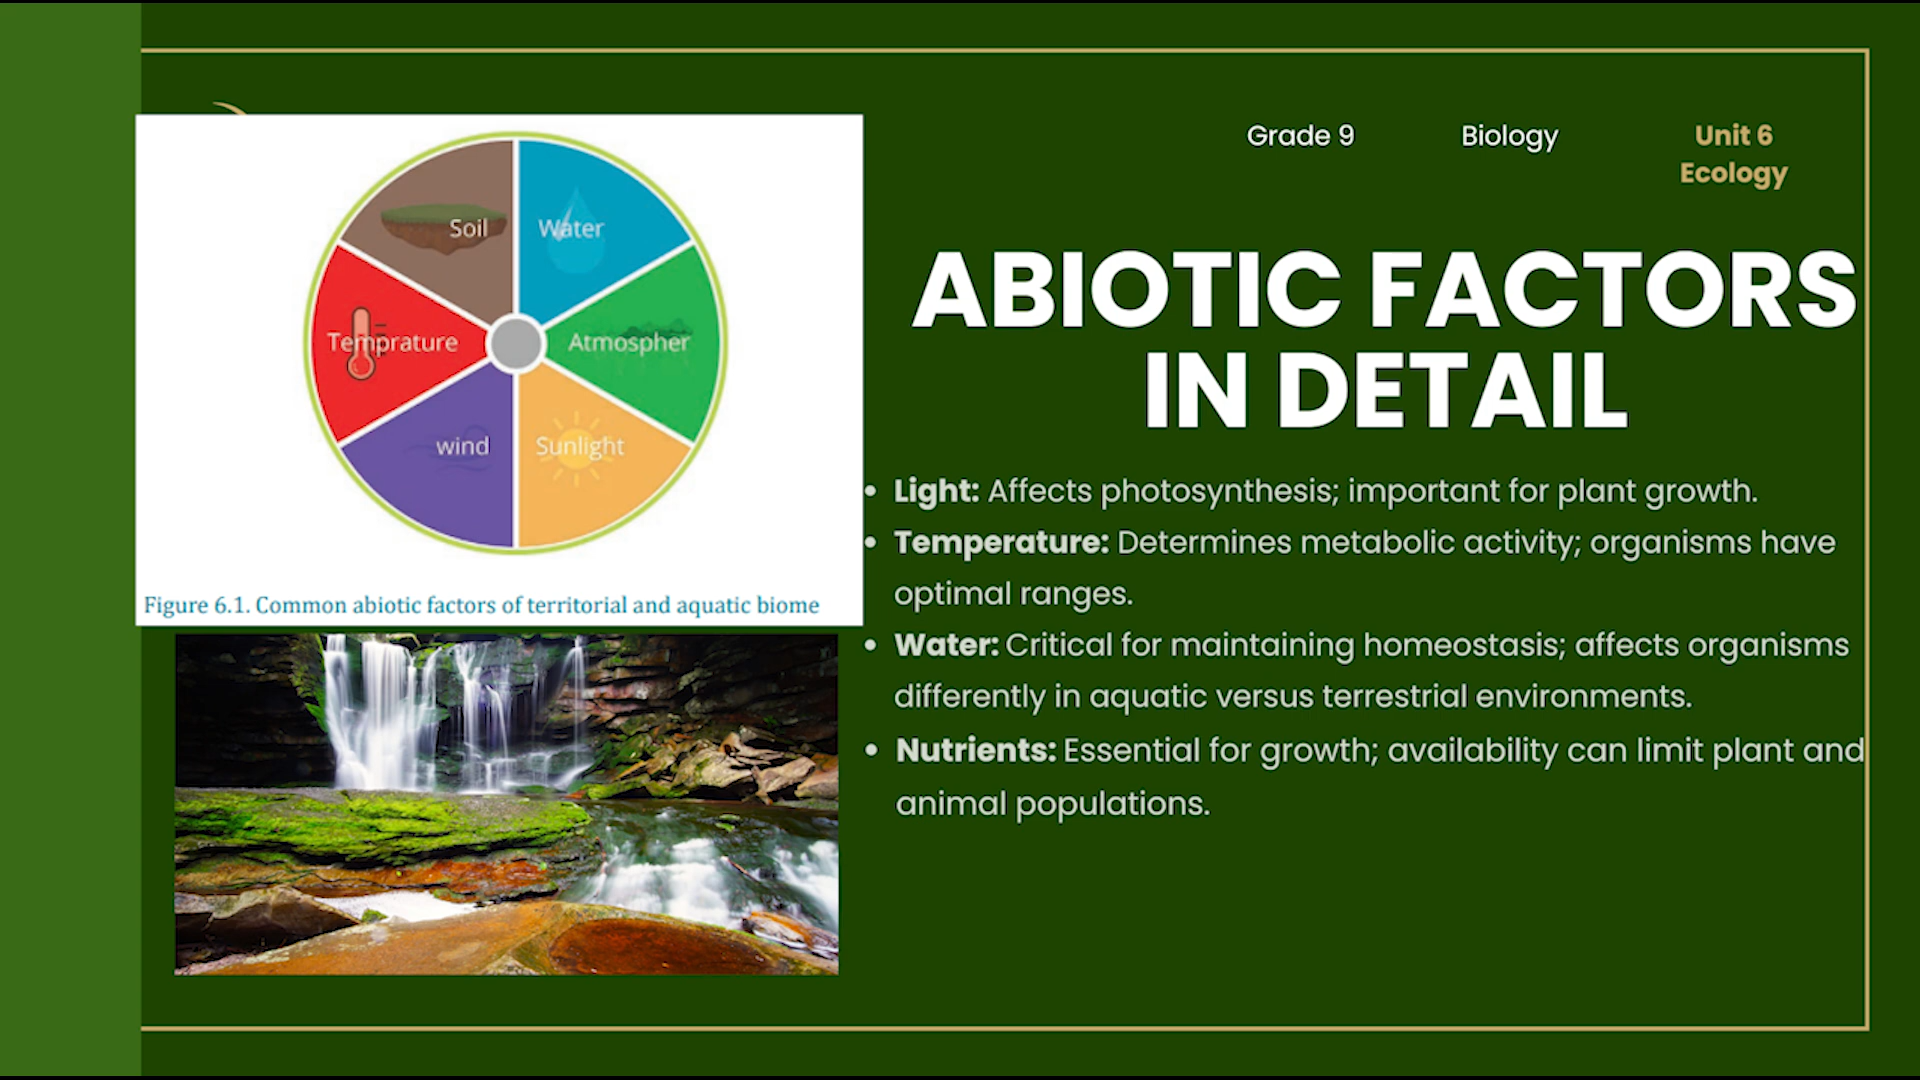 Grade 9
Biology
Unit 6
Ecology
ABIOTIC FACTORS
IN DETAIL
Soil
Water
Temprature
Atmospher
wind
Sunlight
Figure 6.1. Common abiotic factors of territorial and aquatic biome
• Light: Affects photosynthesis; important for plant growth.
• Temperature: Determines metabolic activity; organisms have
optimal ranges.
• Water: Critical for maintaining homeostasis; affects organisms
differently in aquatic versus terrestrial environments.
• Nutrients: Essential for growth; availability can limit plant and
animal populations.